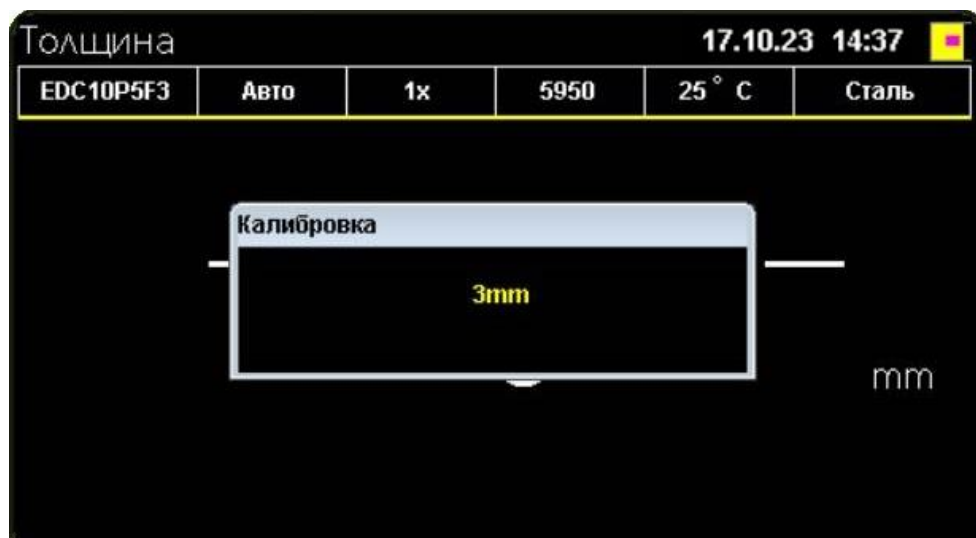 Толщина 17.10.23 14:37
EDC10P5F3 Авто 1x 5950 25° C Сталь
Калибровка
3mm
mm